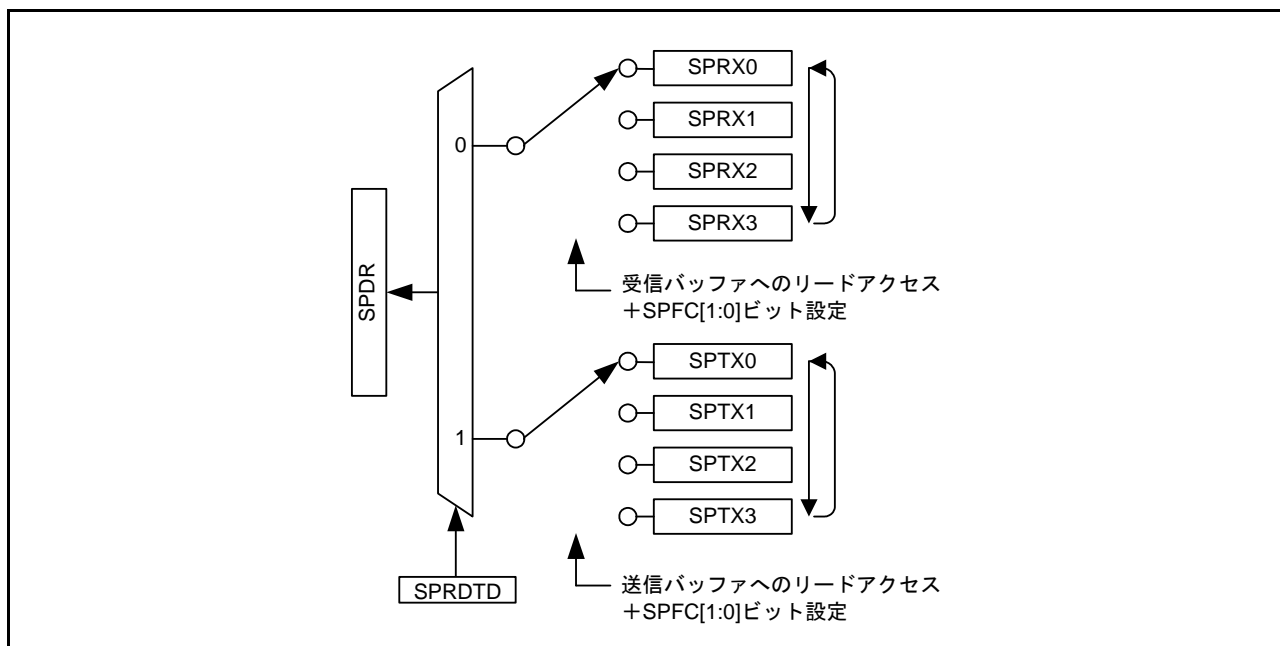 SPRX0
SPRX1
SPRX2
SPRX3
0
受信バッファへのリードアクセス
+SPFC[1:0]ビット設定
SPDR
SPTX0
SPTX1
SPTX2
SPTX3
1
SPRDTD
送信バッファへのリードアクセス
+SPFC[1:0]ビット設定